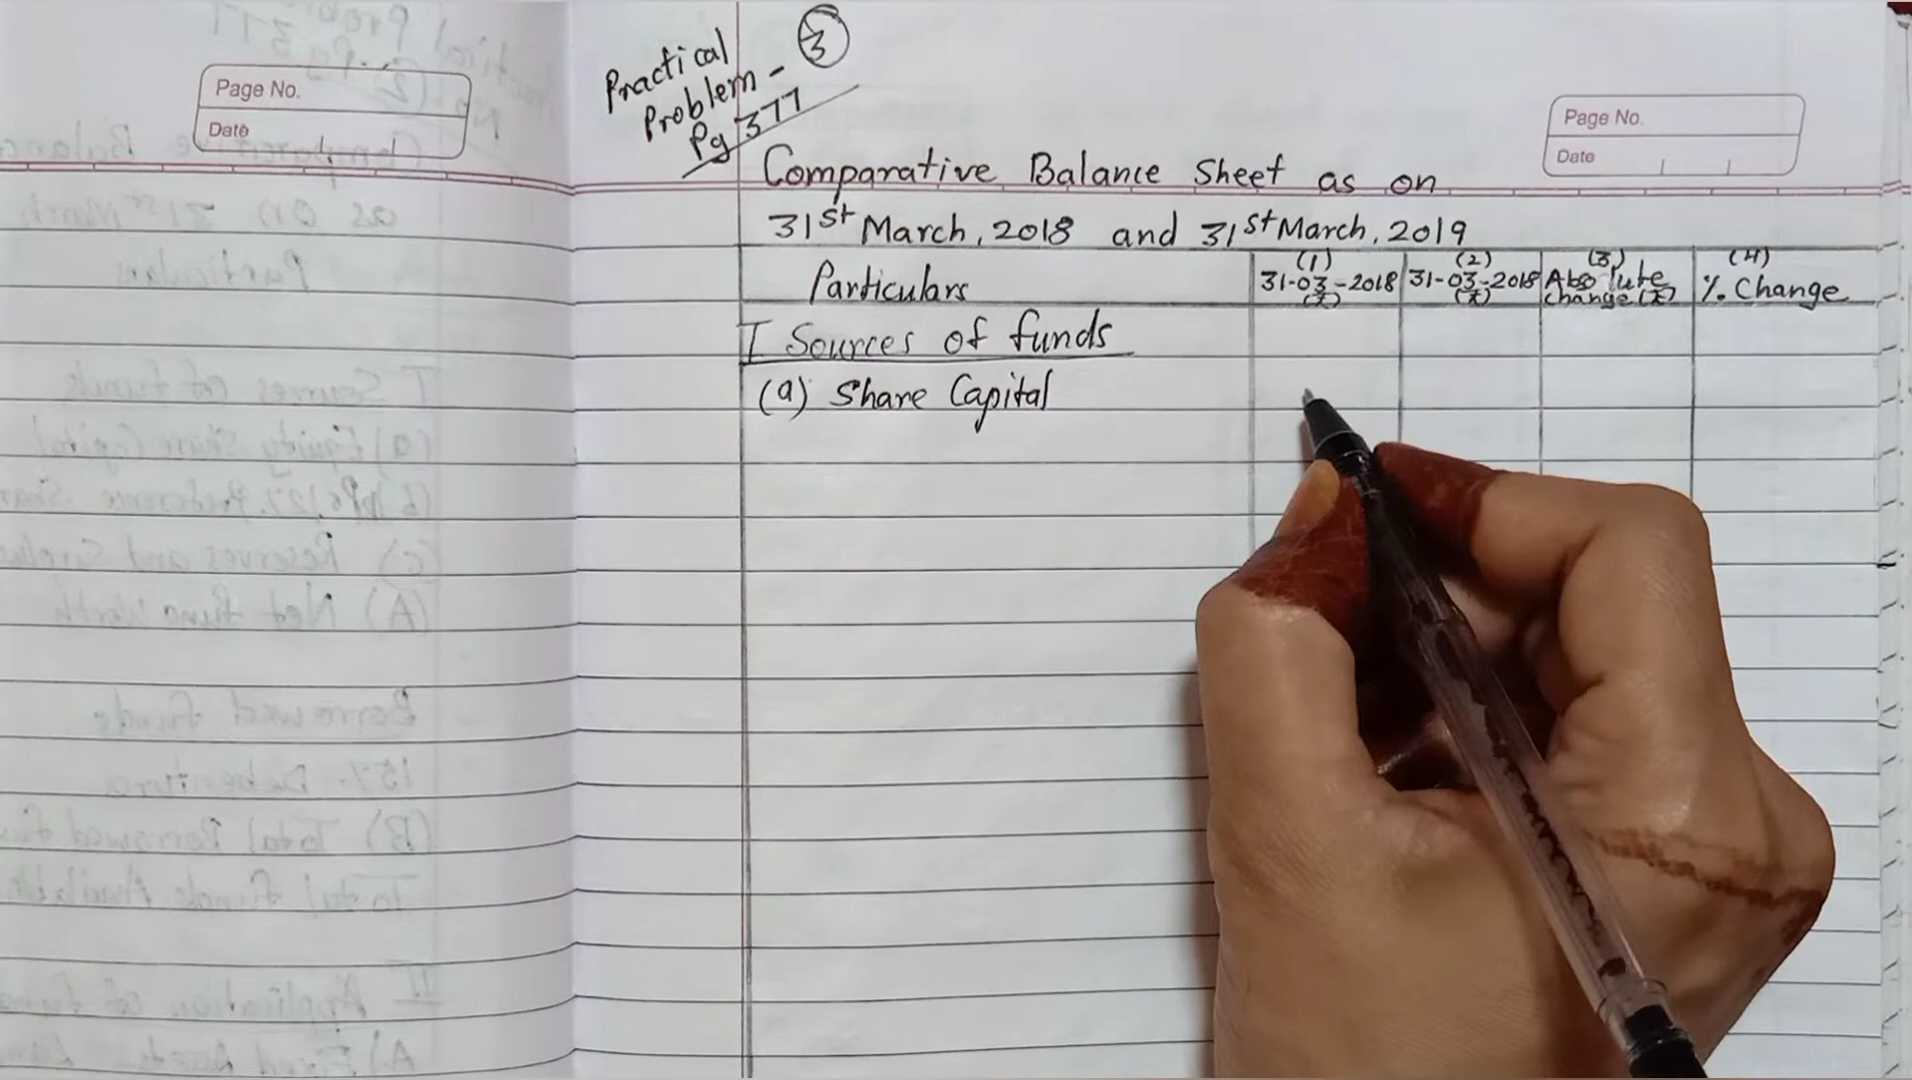 Page No.
Date
Practical
Problem - 3
Pg 377
Page No.
Date
Comparative Balance Sheet as on
31st March, 2018 and 31st March, 2019
Particulars (1) 31-03-2018 (₹) (2) 31-03-2018 (₹) (3) Absolute change (₹) (4) % Change
I Sources of funds
(a) Share Capital